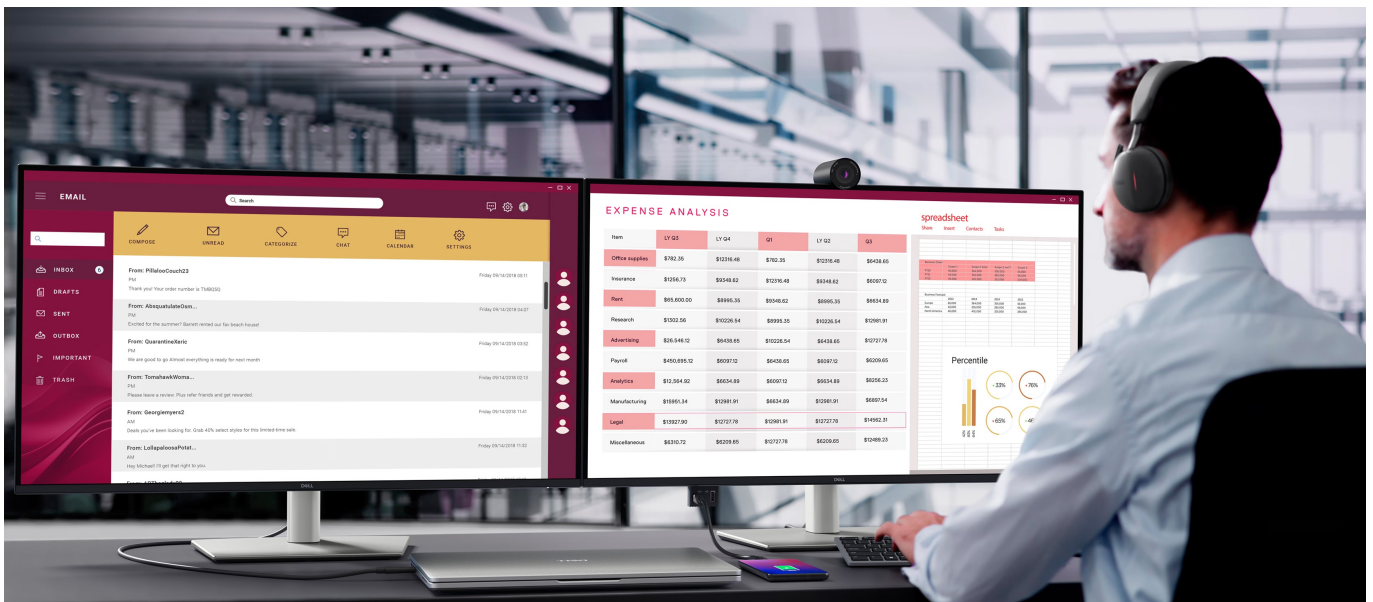 EMAIL
Search
COMPOSE
UNREAD
CATEGORIZE
CHAT
CALENDAR
SETTINGS
INBOX
DRAFTS
SENT
OUTBOX
IMPORTANT
TRASH
From: PillalooCouch23
Friday 09/14/2018 00:11
PM
Thank you! Your order number is
From: AbsquatulateOsm...
Friday 09/14/2018 04:07
PM
Excited for the summer? Barrett rented our fav beach house!
From: QuarantineXeric
Friday 09/14/2018 03:52
PM
We are good to go Almost everything is ready for next month
From: TomahawkWoma...
Friday 09/14/2018 02:13
PM
Please leave a review. Plus refer friends and get rewarded.
From: Georgiemyers2
Friday 09/14/2018 11:41
AM
Deals you've been looking for. Grab 40% select styles for this limited-time sale.
From: LollapaloosaPotat...
Friday 09/14/2018 11:32
AM
Hey Michael! I'll get that right to you.
DELL
EXPENSE ANALYSIS
Item LY Q3 LY Q4 Q1 LY Q2 Q3
Office supplies $782.35 $12316.48 $782.35 $12316.48 $6438.65
Insurance $1256.73 $9348.62 $12316.48 $9348.62 $6097.12
Rent $65,600.00 $8995.35 $9348.62 $8995.35 $6634.89
Research $1302.56 $10226.54 $8995.35 $10226.54 $12981.91
Advertising $26,546.12 $6438.65 $10226.54 $6438.65 $12727.78
Payroll $450,695.12 $6097.12 $6438.65 $6097.12 $6209.65
Analytics $12,564.92 $6634.89 $6097.12 $6634.89 $8256.23
Manufacturing $15951.34 $12981.91 $6634.89 $12981.91 $6897.54
Legal $13927.90 $12727.78 $12981.91 $12727.78 $14562.31
Miscellaneous $6310.72 $6209.65 $12727.78 $6209.65 $12489.23
spreadsheet
Share Insert Contacts Tasks
Percentile
33%
76%
65%
DELL